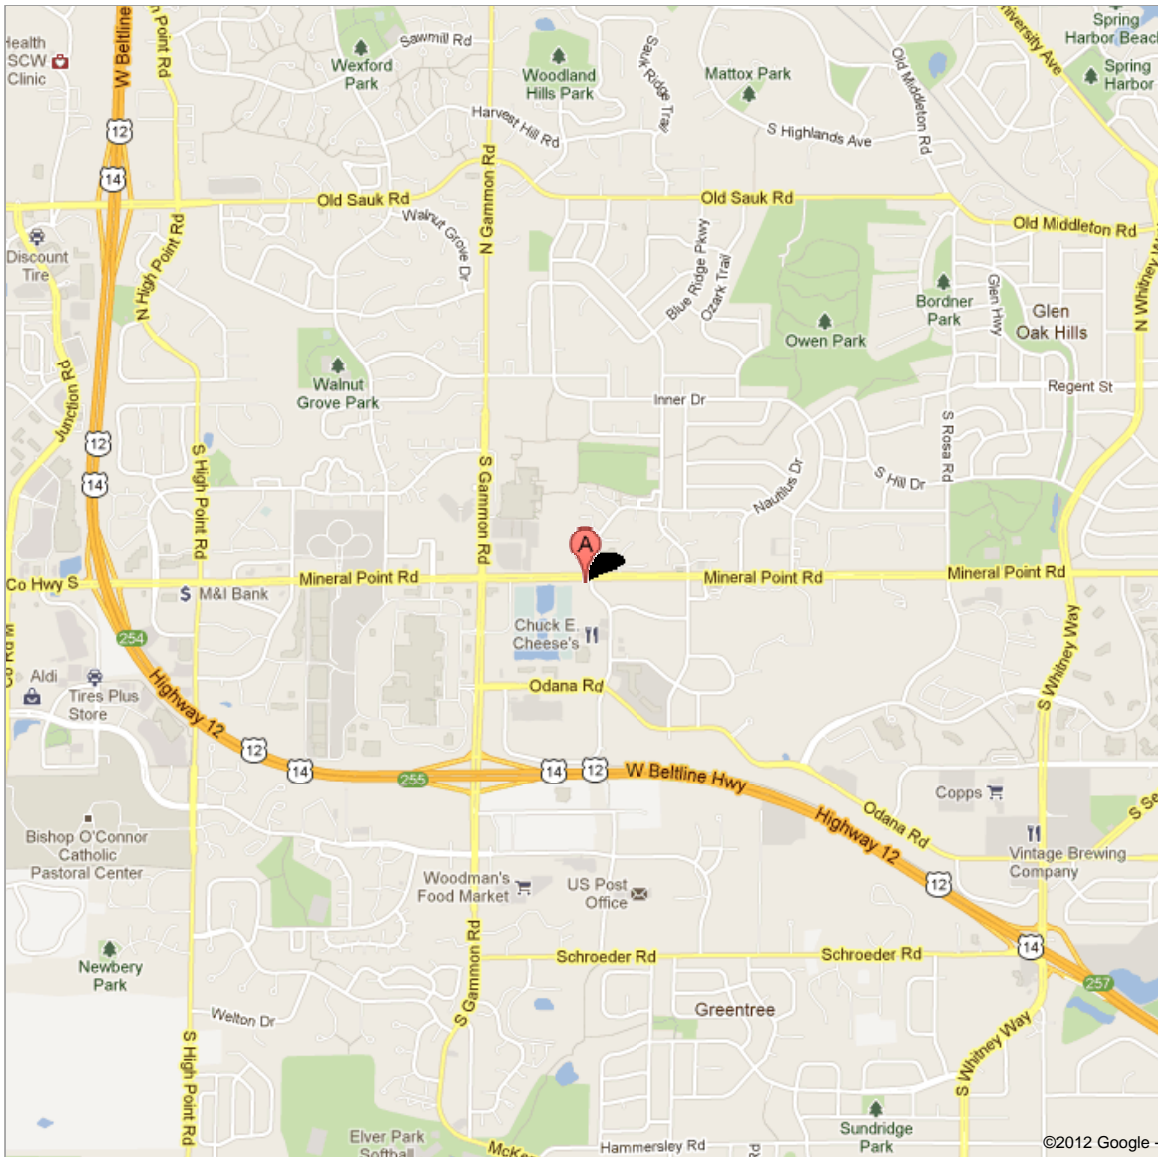 W Beltline
n Point Rd
Health
SCW
Clinic
Wexford
Park
Sawmill Rd
Woodland
Hills Park
Sauk Ridge Trail
Mattox Park
Old Middleton Rd
niversity Ave
Spring
Harbor Beach
Spring
Harbor
12
14
Harvest Hill Rd
S Highlands Ave
Old Sauk Rd
N Gammon Rd
Old Sauk Rd
Old Middleton Rd
Walnut Grove Dr
Discount
Tire
N High Point Rd
Blue Ridge Pkwy
Ozark Trail
Bordner
Park
Glen Hwy
Glen
Oak Hills
N Whitney W
Owen Park
Junction Rd
Walnut
Grove Park
Inner Dr
Regent St
12
14
S High Point Rd
S Gammon Rd
Nautilus Dr
S Hill Dr
S Rosa Rd
A
Co Hwy S
Mineral Point Rd
Mineral Point Rd
Mineral Point Rd
M&I Bank
Chuck E.
Cheese's
254
Co Rd M
Aldi
Tires Plus
Store
Highway 12
Odana Rd
S Whitney Way
12
14
255
14
12
W Beltline Hwy
Copps
Odana Rd
S Se
Highway 12
Bishop O'Connor
Catholic
Pastoral Center
Vintage Brewing
Company
Woodman's
Food Market
US Post
Office
12
14
Newbery
Park
S Gammon Rd
Schroeder Rd
Schroeder Rd
257
Welton Dr
Greentree
S High Point Rd
S Whitney Way
Sundridge
Park
Elver Park
Softball
McKe
Hammersley Rd
Rd
©2012 Google -